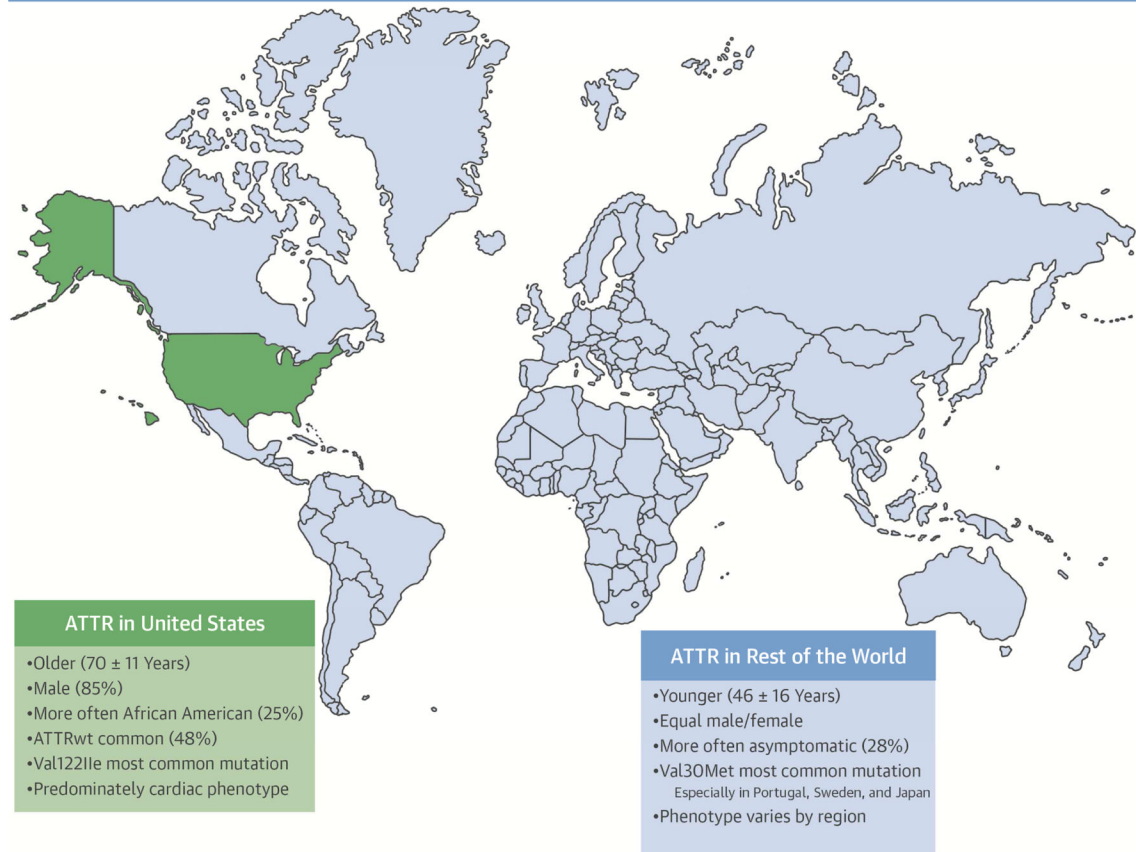 ATTR in United States
•Older (70 ± 11 Years)
•Male (85%)
•More often African American (25%)
•ATTRwt common (48%)
•Val122Ile most common mutation
•Predominately cardiac phenotype
ATTR in Rest of the World
•Younger (46 ± 16 Years)
•Equal male/female
•More often asymptomatic (28%)
•Val30Met most common mutation
Especially in Portugal, Sweden, and Japan
•Phenotype varies by region